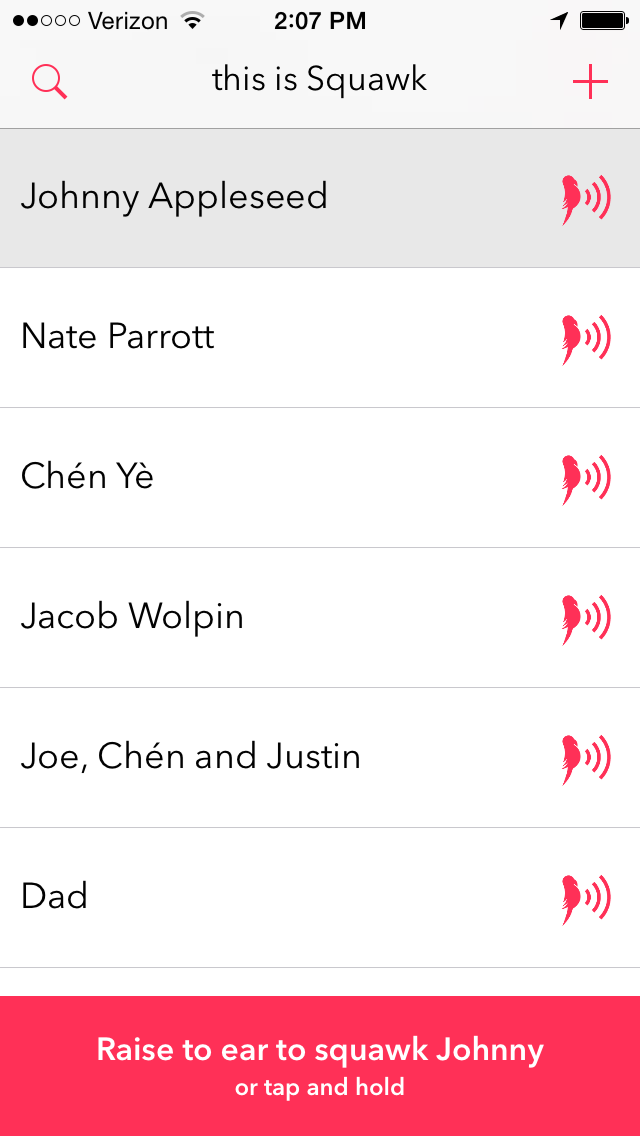 Verizon 2:07 PM
this is Squawk
Johnny Appleseed
Nate Parrott
Chén Yè
Jacob Wolpin
Joe, Chén and Justin
Dad
Raise to ear to squawk Johnny
or tap and hold